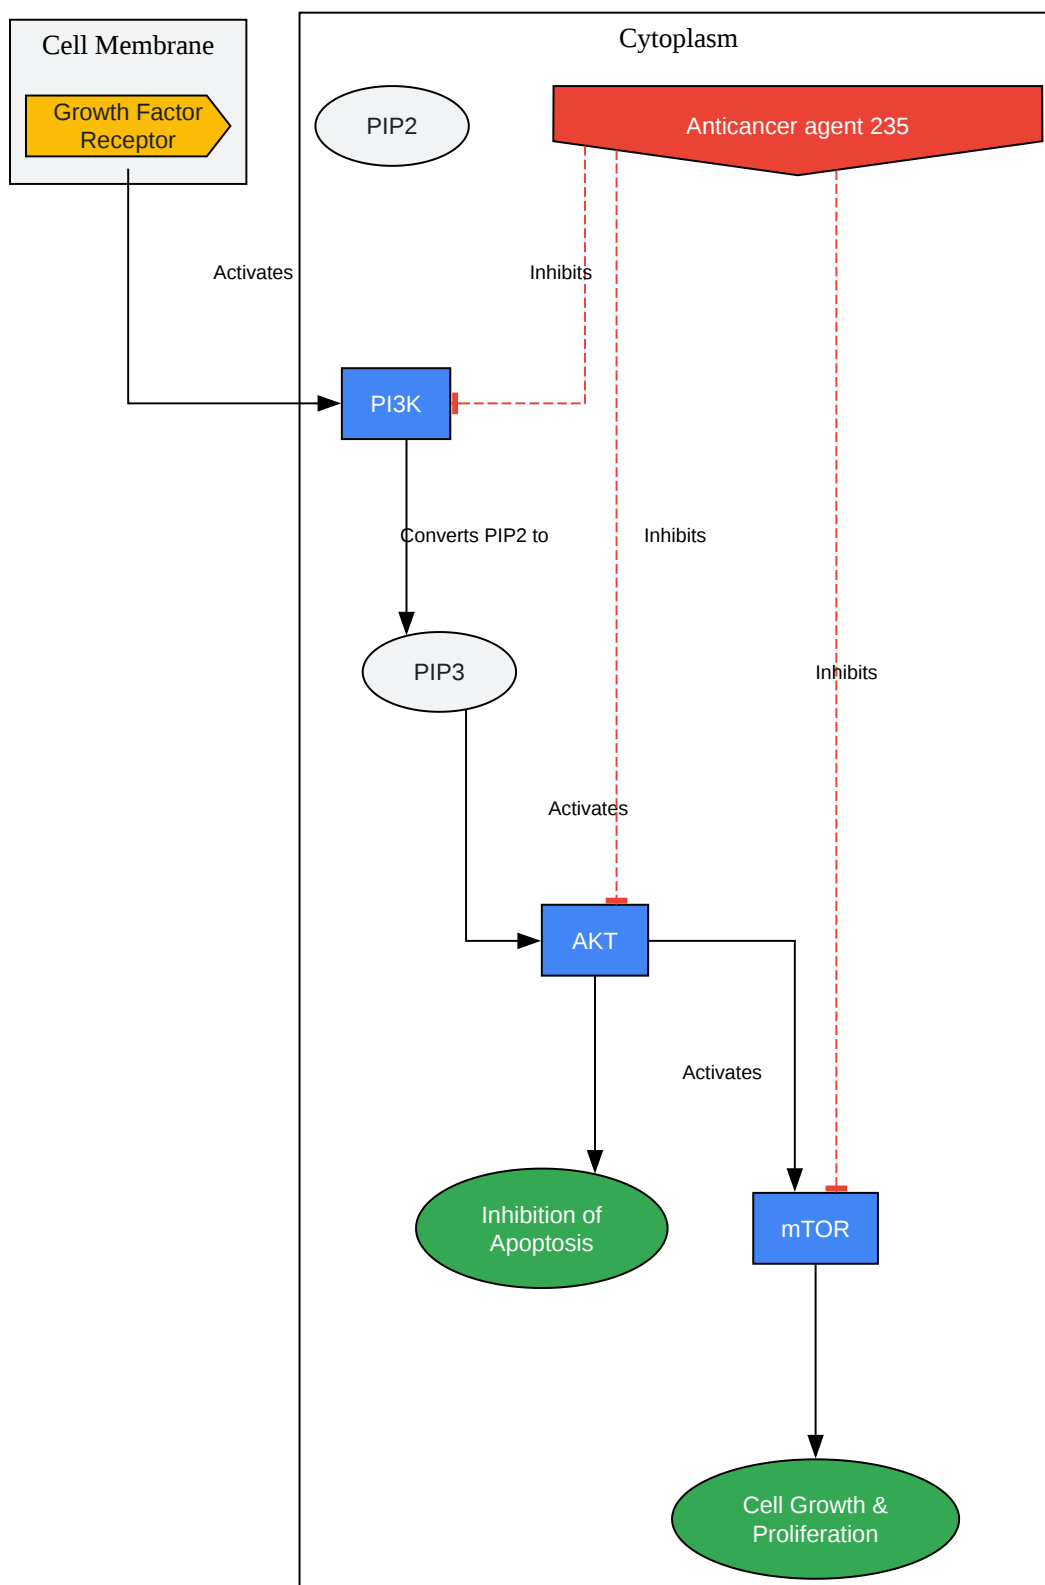 Cell Membrane
Cytoplasm
Growth Factor
Receptor
PIP2
Anticancer agent 235
Activates
Inhibits
PI3K
Converts PIP2 to
Inhibits
PIP3
Inhibits
Activates
AKT
Activates
Inhibition of
Apoptosis
mTOR
Cell Growth &
Proliferation